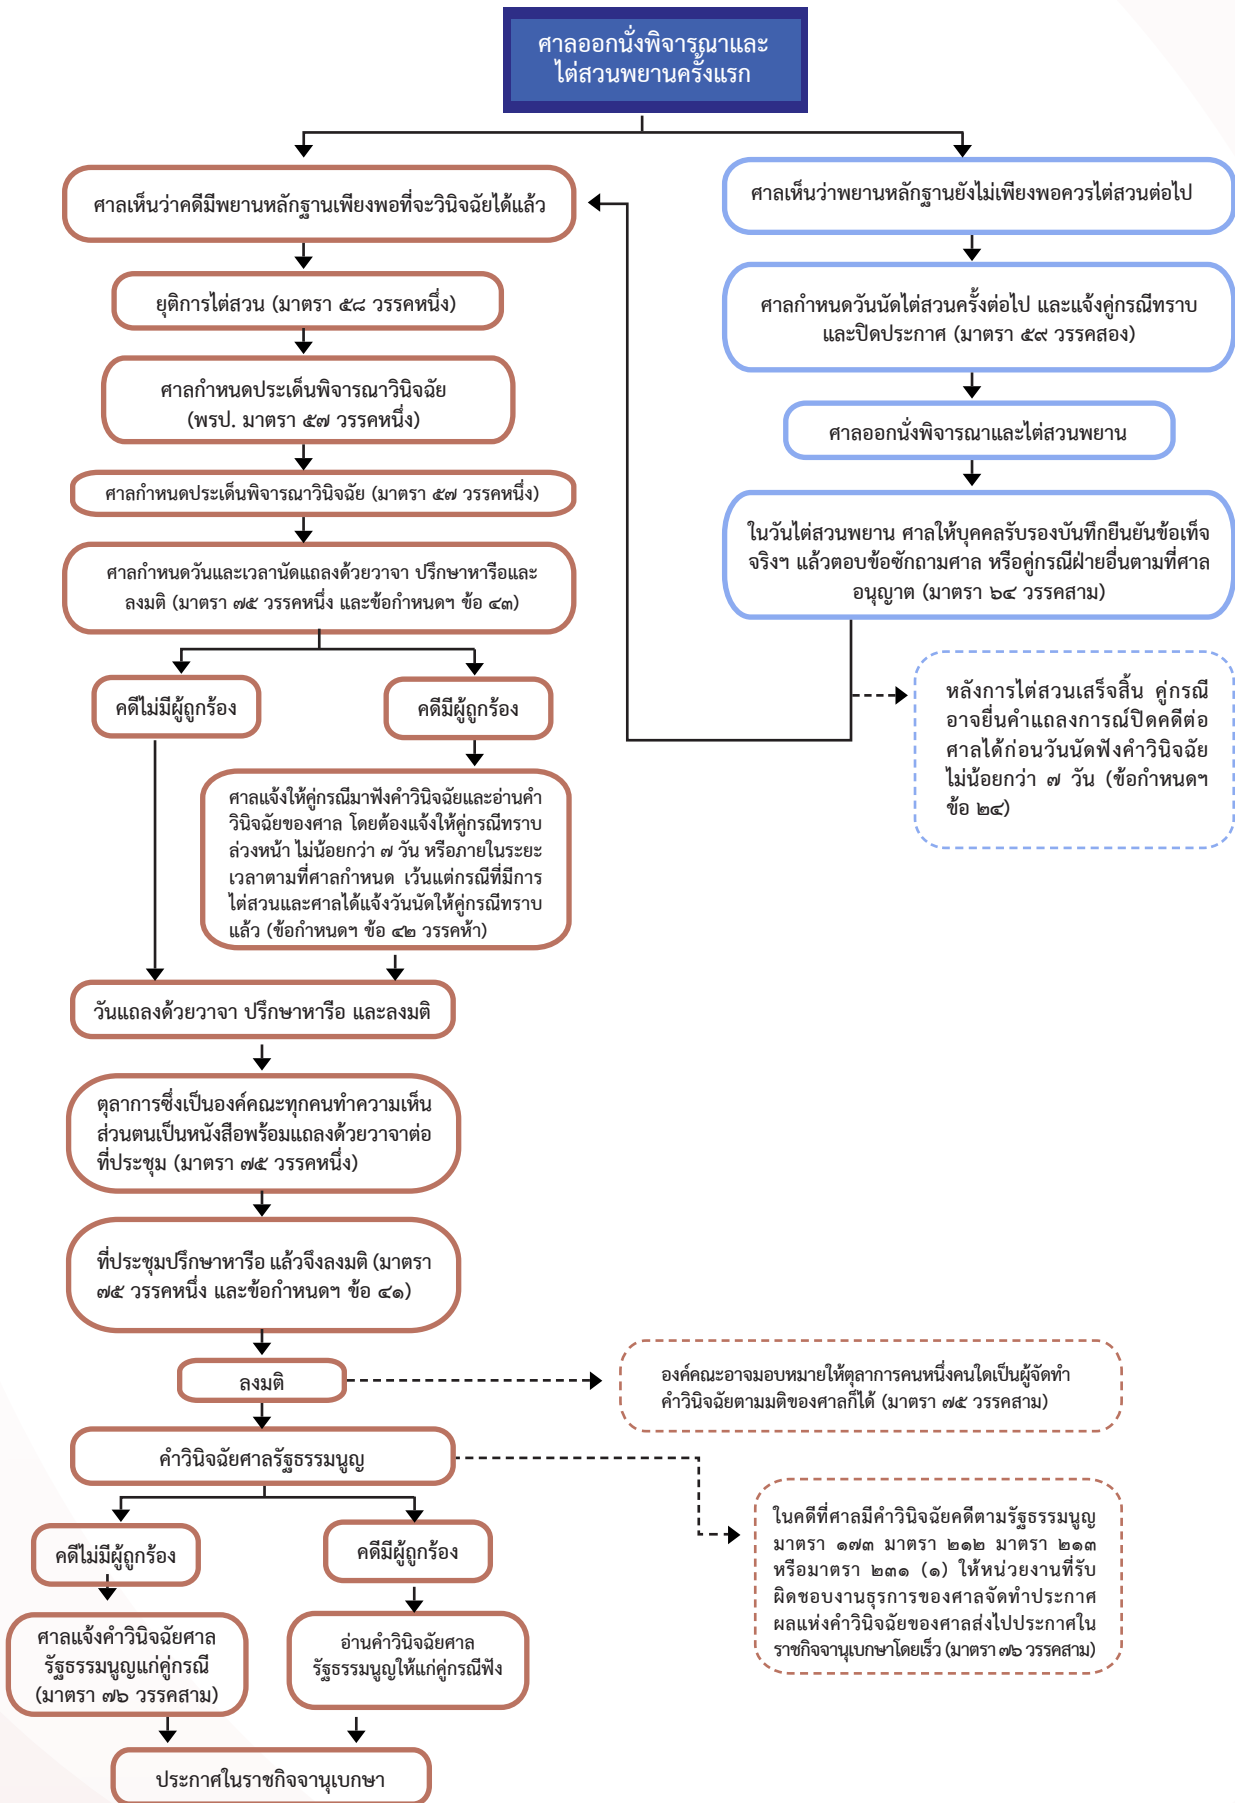 ศาลออกนั่งพิจารณาและ
ไต่สวนพยานครั้งแรก
ศาลเห็นว่าคดีมีพยานหลักฐานเพียงพอที่จะวินิจฉัยได้แล้ว
ยุติการไต่สวน (มาตรา ๕๘ วรรคหนึ่ง)
ศาลกำหนดประเด็นพิจารณาวินิจฉัย
(พรป. มาตรา ๕๗ วรรคหนึ่ง)
ศาลกำหนดประเด็นพิจารณาวินิจฉัย (มาตรา ๕๗ วรรคหนึ่ง)
ศาลกำหนดวันและเวลานัดแถลงด้วยวาจา ปรึกษาหารือและ
ลงมติ (มาตรา ๗๕ วรรคหนึ่ง และข้อกำหนดฯ ข้อ ๔๓)
คดีไม่มีผู้ถูกร้อง
คดีมีผู้ถูกร้อง
ศาลแจ้งให้คู่กรณีมาฟังคำวินิจฉัยและอ่านคำ
วินิจฉัยของศาล โดยต้องแจ้งให้คู่กรณีทราบ
ล่วงหน้า ไม่น้อยกว่า ๗ วัน หรือภายในระยะ
เวลาตามที่ศาลกำหนด เว้นแต่กรณีที่มีการ
ไต่สวนและศาลได้แจ้งวันนัดให้คู่กรณีทราบ
แล้ว (ข้อกำหนดฯ ข้อ ๔๒ วรรคห้า)
ศาลเห็นว่าพยานหลักฐานยังไม่เพียงพอควรไต่สวนต่อไป
ศาลกำหนดวันนัดไต่สวนครั้งต่อไป และแจ้งคู่กรณีทราบ
และปิดประกาศ (มาตรา ๕๙ วรรคสอง)
ศาลออกนั่งพิจารณาและไต่สวนพยาน
ในวันไต่สวนพยาน ศาลให้บุคคลรับรองบันทึกยืนยันข้อเท็จ
จริงฯ แล้วตอบข้อซักถามศาล หรือคู่กรณีฝ่ายอื่นตามที่ศาล
อนุญาต (มาตรา ๖๔ วรรคสาม)
หลังการไต่สวนเสร็จสิ้น คู่กรณี
อาจยื่นคำแถลงการณ์ปิดคดีต่อ
ศาลได้ก่อนวันนัดฟังคำวินิจฉัย
ไม่น้อยกว่า ๗ วัน (ข้อกำหนดฯ
ข้อ ๒๔)
วันแถลงด้วยวาจา ปรึกษาหารือ และลงมติ
ตุลาการซึ่งเป็นองค์คณะทุกคนทำความเห็น
ส่วนตนเป็นหนังสือพร้อมแถลงด้วยวาจาต่อ
ที่ประชุม (มาตรา ๗๕ วรรคหนึ่ง)
ที่ประชุมปรึกษาหารือ แล้วจึงลงมติ (มาตรา
๗๕ วรรคหนึ่ง และข้อกำหนดฯ ข้อ ๔๑)
ลงมติ
องค์คณะอาจมอบหมายให้ตุลาการคนหนึ่งคนใดเป็นผู้จัดทำ
คำวินิจฉัยตามมติของศาลก็ได้ (มาตรา ๗๕ วรรคสาม)
คำวินิจฉัยศาลรัฐธรรมนูญ
ในคดีที่ศาลมีคำวินิจฉัยคดีตามรัฐธรรมนูญ
มาตรา ๑๗๓ มาตรา ๒๑๒ มาตรา ๒๑๓
หรือมาตรา ๒๓๑ (๑) ให้หน่วยงานที่รับ
ผิดชอบงานธุรการของศาลจัดทำประกาศ
ผลแห่งคำวินิจฉัยของศาลส่งไปประกาศใน
ราชกิจจานุเบกษาโดยเร็ว (มาตรา ๗๖ วรรคสาม)
คดีไม่มีผู้ถูกร้อง
คดีมีผู้ถูกร้อง
ศาลแจ้งคำวินิจฉัยศาล
รัฐธรรมนูญแก่คู่กรณี
(มาตรา ๗๖ วรรคสาม)
อ่านคำวินิจฉัยศาล
รัฐธรรมนูญให้แก่คู่กรณีฟัง
ประกาศในราชกิจจานุเบกษา